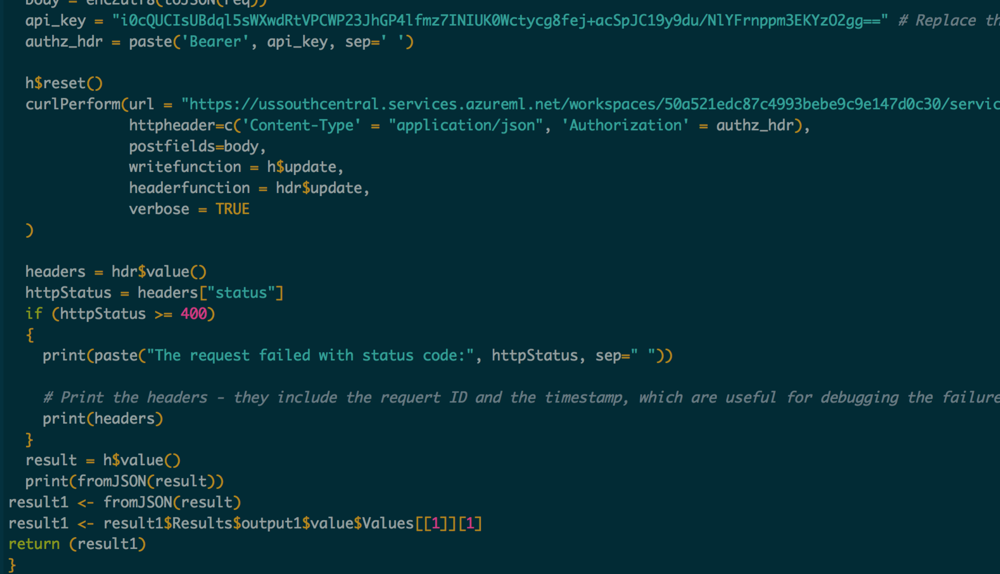 body = enc2utf8(toJSON(req))
api_key = "i0cQUCIsUBdql5sWXwdRtVPCWP23JhGP4lfmz7INIUK0Wctycg8fej+acSpJC19y9du/NlYFrnppm3EKYzO2gg==" # Replace th
authz_hdr = paste('Bearer', api_key, sep=' ')
h$reset()
curlPerform(url = "https://ussouthcentral.services.azureml.net/workspaces/50a521edc87c4993bebe9c9e147d0c30/servic
httpheader=c('Content-Type' = "application/json", 'Authorization' = authz_hdr),
postfields=body,
writefunction = h$update,
headerfunction = hdr$update,
verbose = TRUE
)
headers = hdr$value()
httpStatus = headers["status"]
if (httpStatus >= 400)
{
print(paste("The request failed with status code:", httpStatus, sep=" "))
# Print the headers - they include the requert ID and the timestamp, which are useful for debugging the failure
print(headers)
}
result = h$value()
print(fromJSON(result))
result1 <- fromJSON(result)
result1 <- result1$Results$output1$value$Values[[1]][1]
return (result1)
}